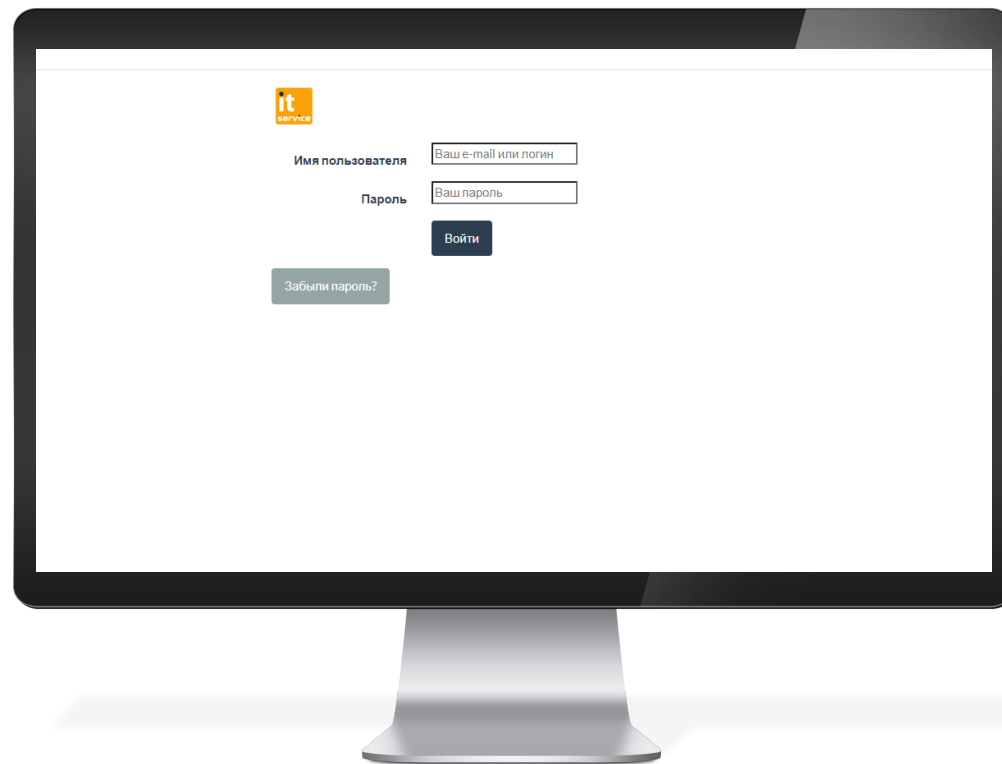 it
service
Имя пользователя
Ваш e-mail или логин
Пароль
Ваш пароль
Войти
Забыли пароль?